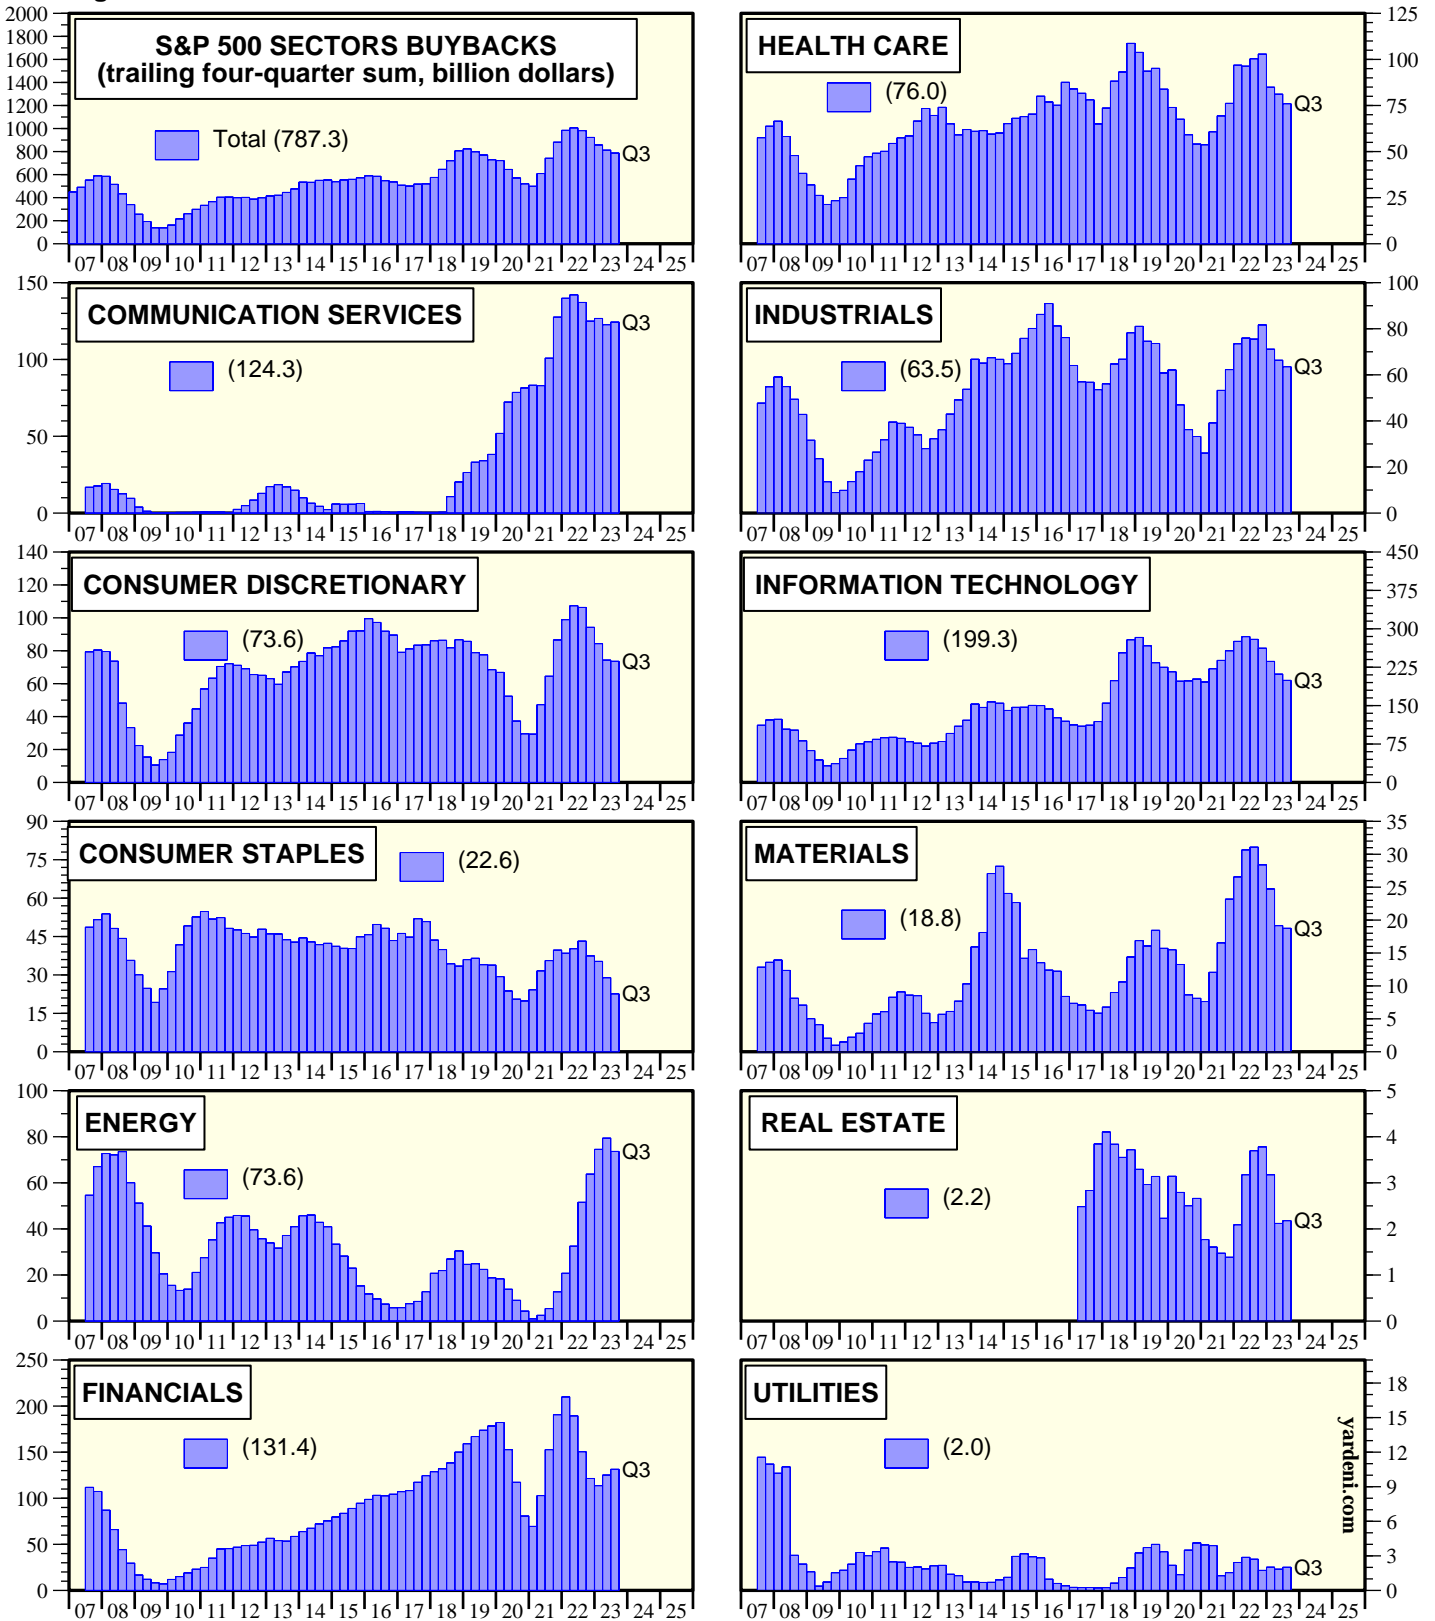 S&P 500 SECTORS BUYBACKS
(trailing four-quarter sum, billion dollars)
Total (787.3)
Q3
0
200
400
600
800
1000
1200
1400
1600
1800
2000
07 08 09 10 11 12 13 14 15 16 17 18 19 20 21 22 23 24 25
HEALTH CARE
(76.0)
Q3
0
25
50
75
100
125
07 08 09 10 11 12 13 14 15 16 17 18 19 20 21 22 23 24 25
COMMUNICATION SERVICES
(124.3)
Q3
0
50
100
150
07 08 09 10 11 12 13 14 15 16 17 18 19 20 21 22 23 24 25
INDUSTRIALS
(63.5)
Q3
0
20
40
60
80
100
07 08 09 10 11 12 13 14 15 16 17 18 19 20 21 22 23 24 25
CONSUMER DISCRETIONARY
(73.6)
Q3
0
20
40
60
80
100
120
140
07 08 09 10 11 12 13 14 15 16 17 18 19 20 21 22 23 24 25
INFORMATION TECHNOLOGY
(199.3)
Q3
0
75
150
225
300
375
450
07 08 09 10 11 12 13 14 15 16 17 18 19 20 21 22 23 24 25
CONSUMER STAPLES
(22.6)
Q3
0
15
30
45
60
75
90
07 08 09 10 11 12 13 14 15 16 17 18 19 20 21 22 23 24 25
MATERIALS
(18.8)
Q3
0
5
10
15
20
25
30
35
07 08 09 10 11 12 13 14 15 16 17 18 19 20 21 22 23 24 25
ENERGY
(73.6)
Q3
0
20
40
60
80
100
07 08 09 10 11 12 13 14 15 16 17 18 19 20 21 22 23 24 25
REAL ESTATE
(2.2)
Q3
0
1
2
3
4
5
07 08 09 10 11 12 13 14 15 16 17 18 19 20 21 22 23 24 25
FINANCIALS
(131.4)
Q3
0
50
100
150
200
250
07 08 09 10 11 12 13 14 15 16 17 18 19 20 21 22 23 24 25
UTILITIES
(2.0)
Q3
0
3
6
9
12
15
18
07 08 09 10 11 12 13 14 15 16 17 18 19 20 21 22 23 24 25
yardeni.com